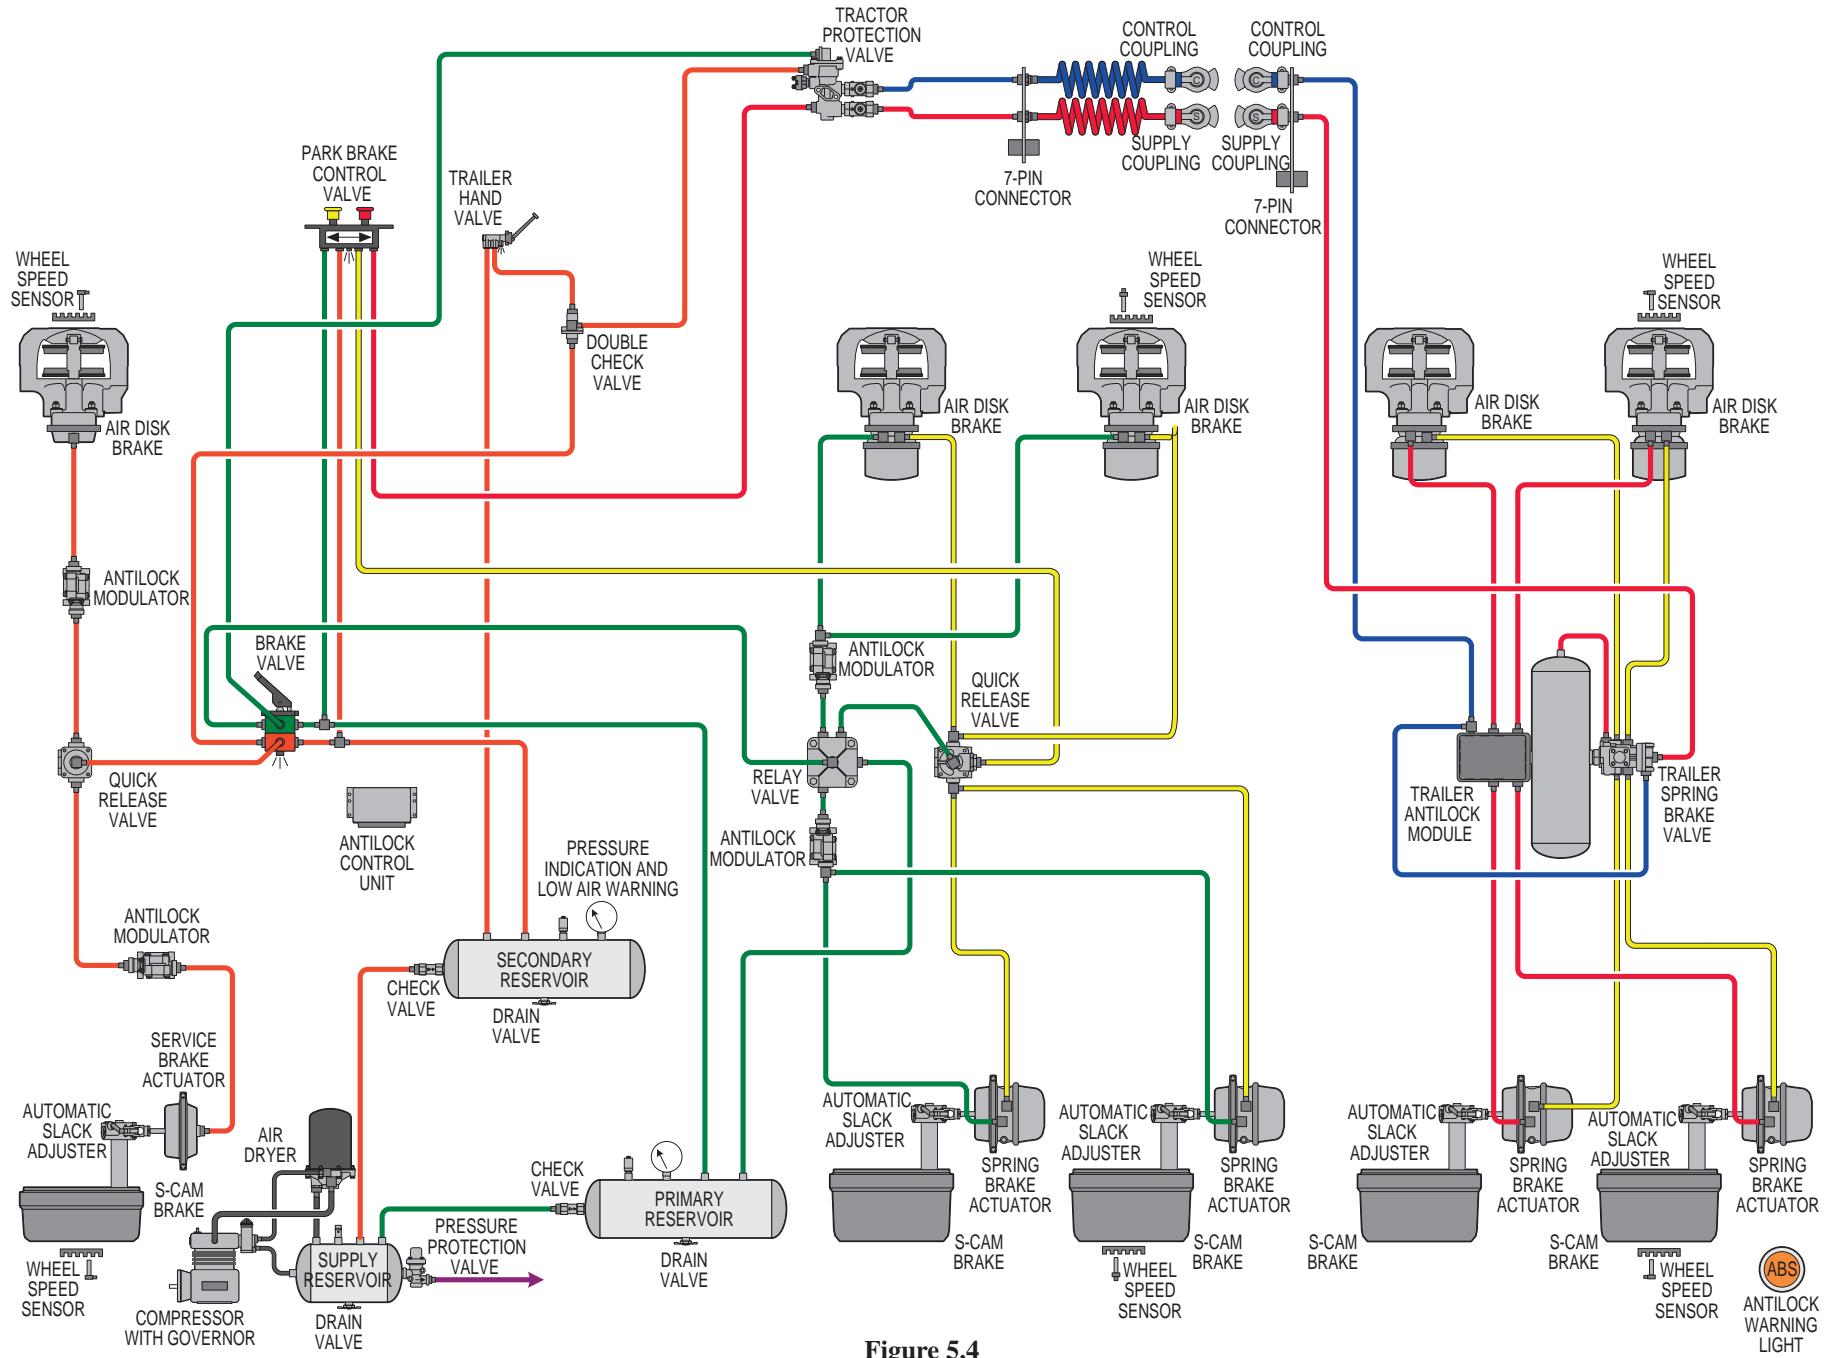 TRACTOR
PROTECTION
VALVE
CONTROL
COUPLING
CONTROL
COUPLING
C
C
S
S
SUPPLY
COUPLING
SUPPLY
COUPLING
7-PIN
CONNECTOR
7-PIN
CONNECTOR
PARK BRAKE
CONTROL
VALVE
TRAILER
HAND
VALVE
WHEEL
SPEED
SENSOR
WHEEL
SPEED
SENSOR
WHEEL
SPEED
SENSOR
DOUBLE
CHECK
VALVE
AIR DISK
BRAKE
AIR DISK
BRAKE
AIR DISK
BRAKE
AIR DISK
BRAKE
AIR DISK
BRAKE
ANTILOCK
MODULATOR
BRAKE
VALVE
ANTILOCK
MODULATOR
QUICK
RELEASE
VALVE
QUICK
RELEASE
VALVE
RELAY
VALVE
TRAILER
ANTILOCK
MODULE
TRAILER
SPRING
BRAKE
VALVE
ANTILOCK
CONTROL
UNIT
PRESSURE
INDICATION AND
LOW AIR WARNING
ANTILOCK
MODULATOR
ANTILOCK
MODULATOR
SECONDARY
RESERVOIR
CHECK
VALVE
DRAIN
VALVE
SERVICE
BRAKE
ACTUATOR
AUTOMATIC
SLACK
ADJUSTER
AIR
DRYER
S-CAM
BRAKE
CHECK
VALVE
PRIMARY
RESERVOIR
PRESSURE
PROTECTION
VALVE
SUPPLY
RESERVOIR
DRAIN
VALVE
DRAIN
VALVE
WHEEL
SPEED
SENSOR
COMPRESSOR
WITH GOVERNOR
AUTOMATIC
SLACK
ADJUSTER
SPRING
BRAKE
ACTUATOR
S-CAM
BRAKE
AUTOMATIC
SLACK
ADJUSTER
SPRING
BRAKE
ACTUATOR
S-CAM
BRAKE
WHEEL
SPEED
SENSOR
AUTOMATIC
SLACK
ADJUSTER
SPRING
BRAKE
ACTUATOR
S-CAM
BRAKE
AUTOMATIC
SLACK
ADJUSTER
SPRING
BRAKE
ACTUATOR
S-CAM
BRAKE
WHEEL
SPEED
SENSOR
ABS
ANTILOCK
WARNING
LIGHT
Figure 5.4